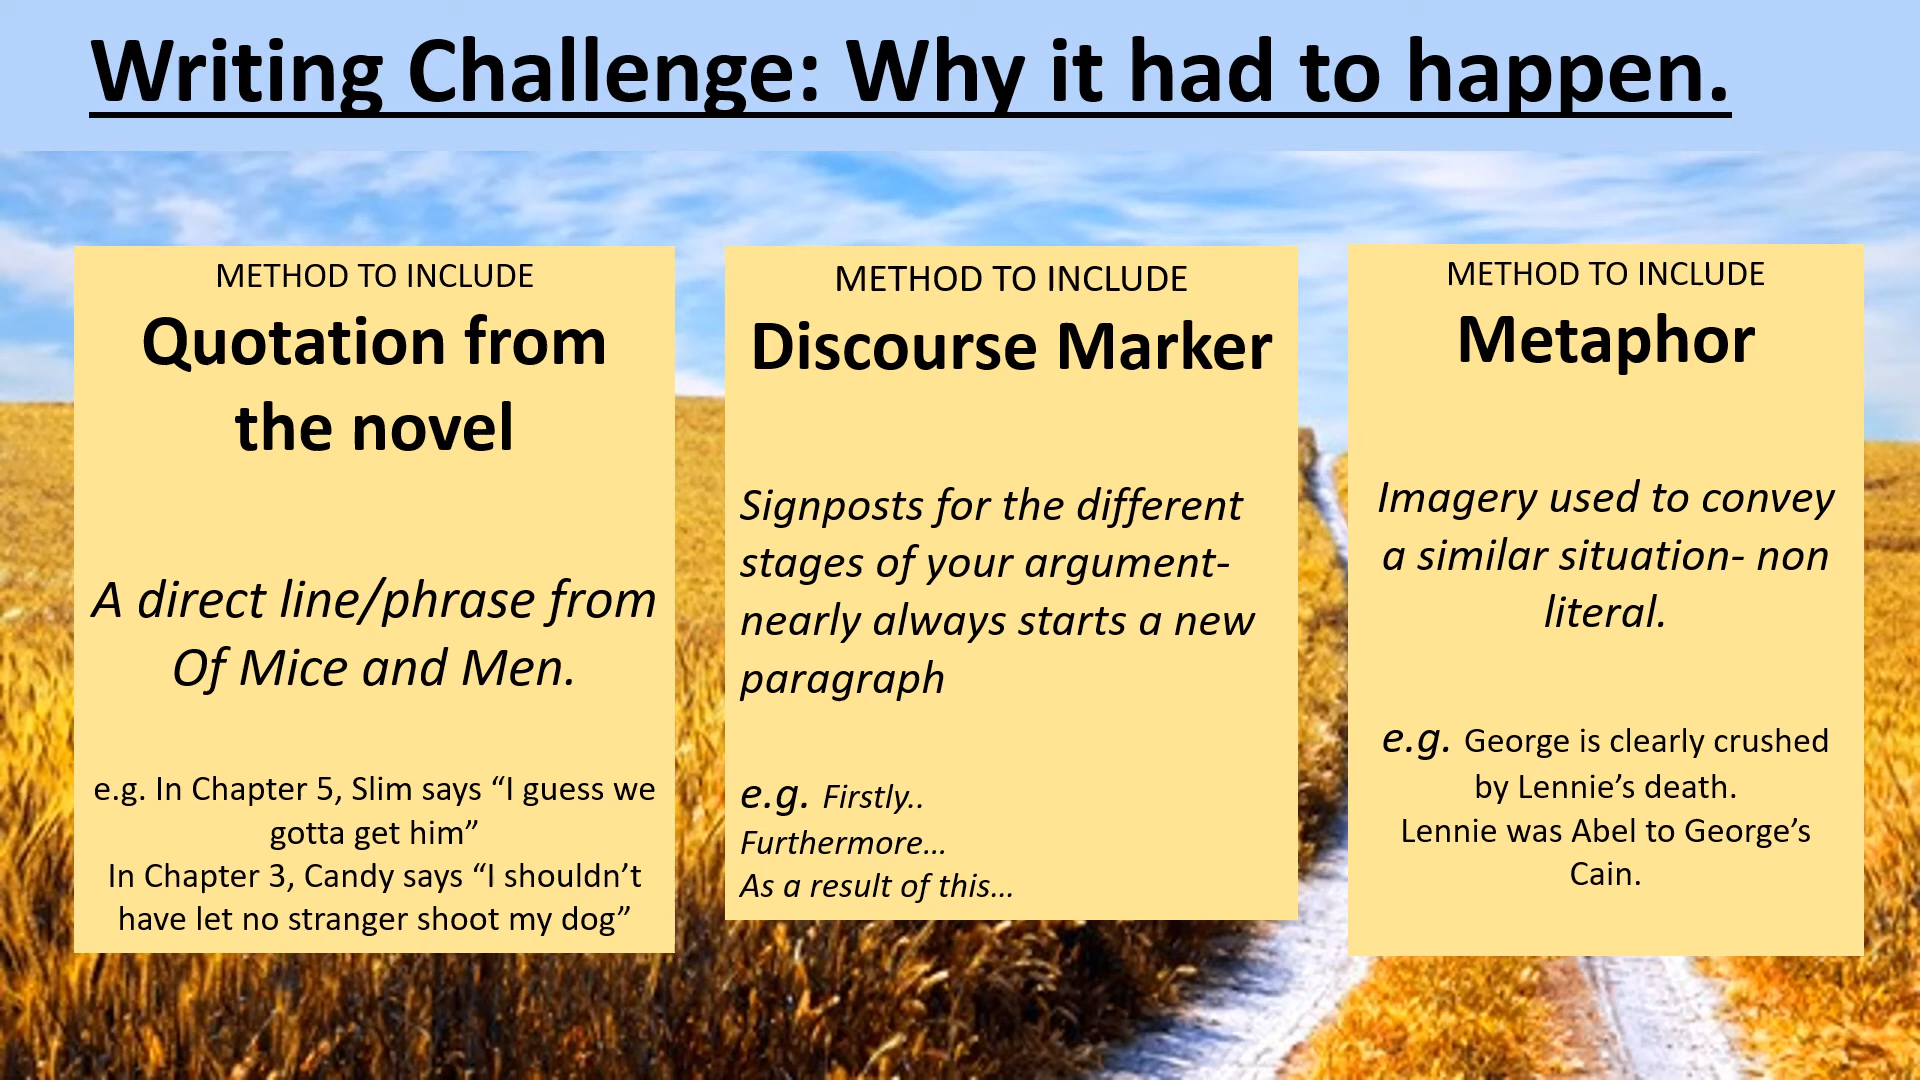 Writing Challenge: Why it had to happen.
METHOD TO INCLUDE
Quotation from
the novel
A direct line/phrase from
Of Mice and Men.
e.g. In Chapter 5, Slim says “I guess we
gotta get him”
In Chapter 3, Candy says “I shouldn’t
have let no stranger shoot my dog”
METHOD TO INCLUDE
Discourse Marker
Signposts for the different
stages of your argument-
nearly always starts a new
paragraph
e.g. Firstly..
Furthermore…
As a result of this…
METHOD TO INCLUDE
Metaphor
Imagery used to convey
a similar situation- non
literal.
e.g. George is clearly crushed
by Lennie’s death.
Lennie was Abel to George’s
Cain.